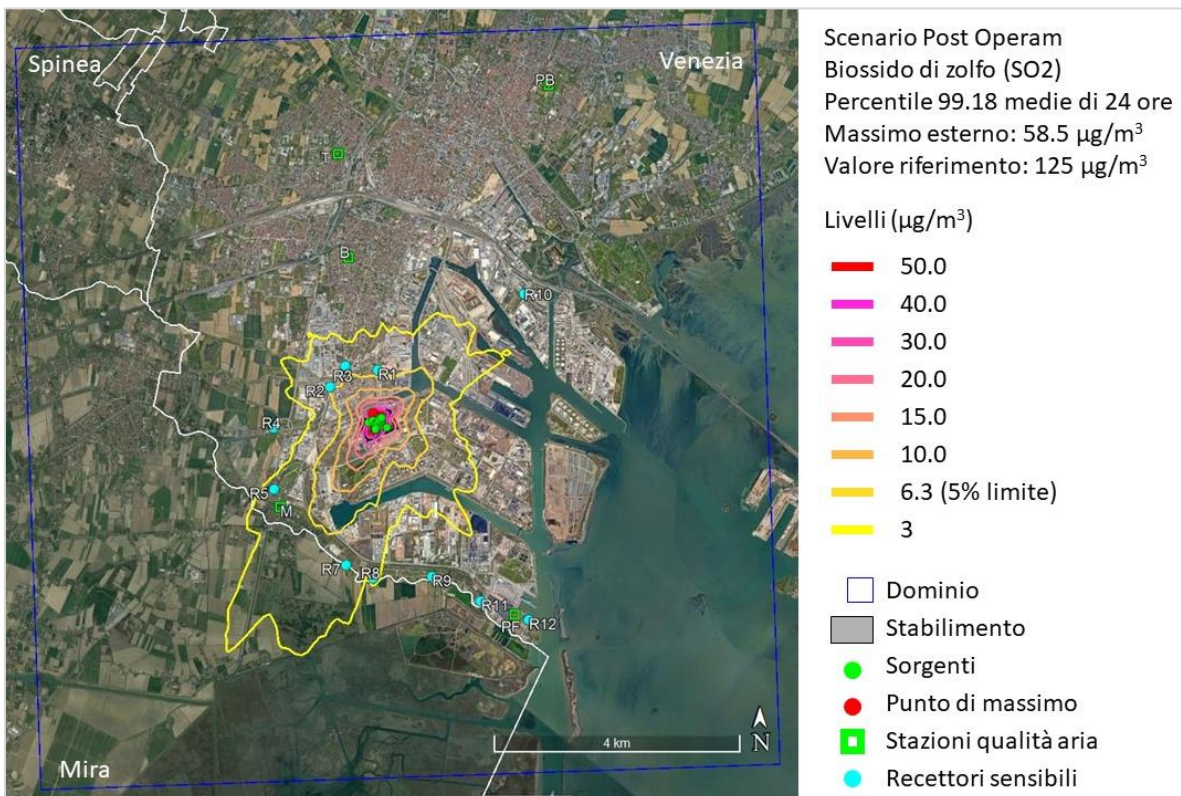 Spinea
Venezia
PB
T
B
R10
R3
R1
R2
R4
R5
M
R7
R8
R9
R11
PF
R12
4 km
N
Mira
Scenario Post Operam
Biossido di zolfo (SO2)
Percentile 99.18 medie di 24 ore
Massimo esterno: 58.5 µg/m³
Valore riferimento: 125 µg/m³
Livelli (µg/m³)
50.0
40.0
30.0
20.0
15.0
10.0
6.3 (5% limite)
3
Dominio
Stabilimento
Sorgenti
Punto di massimo
Stazioni qualità aria
Recettori sensibili